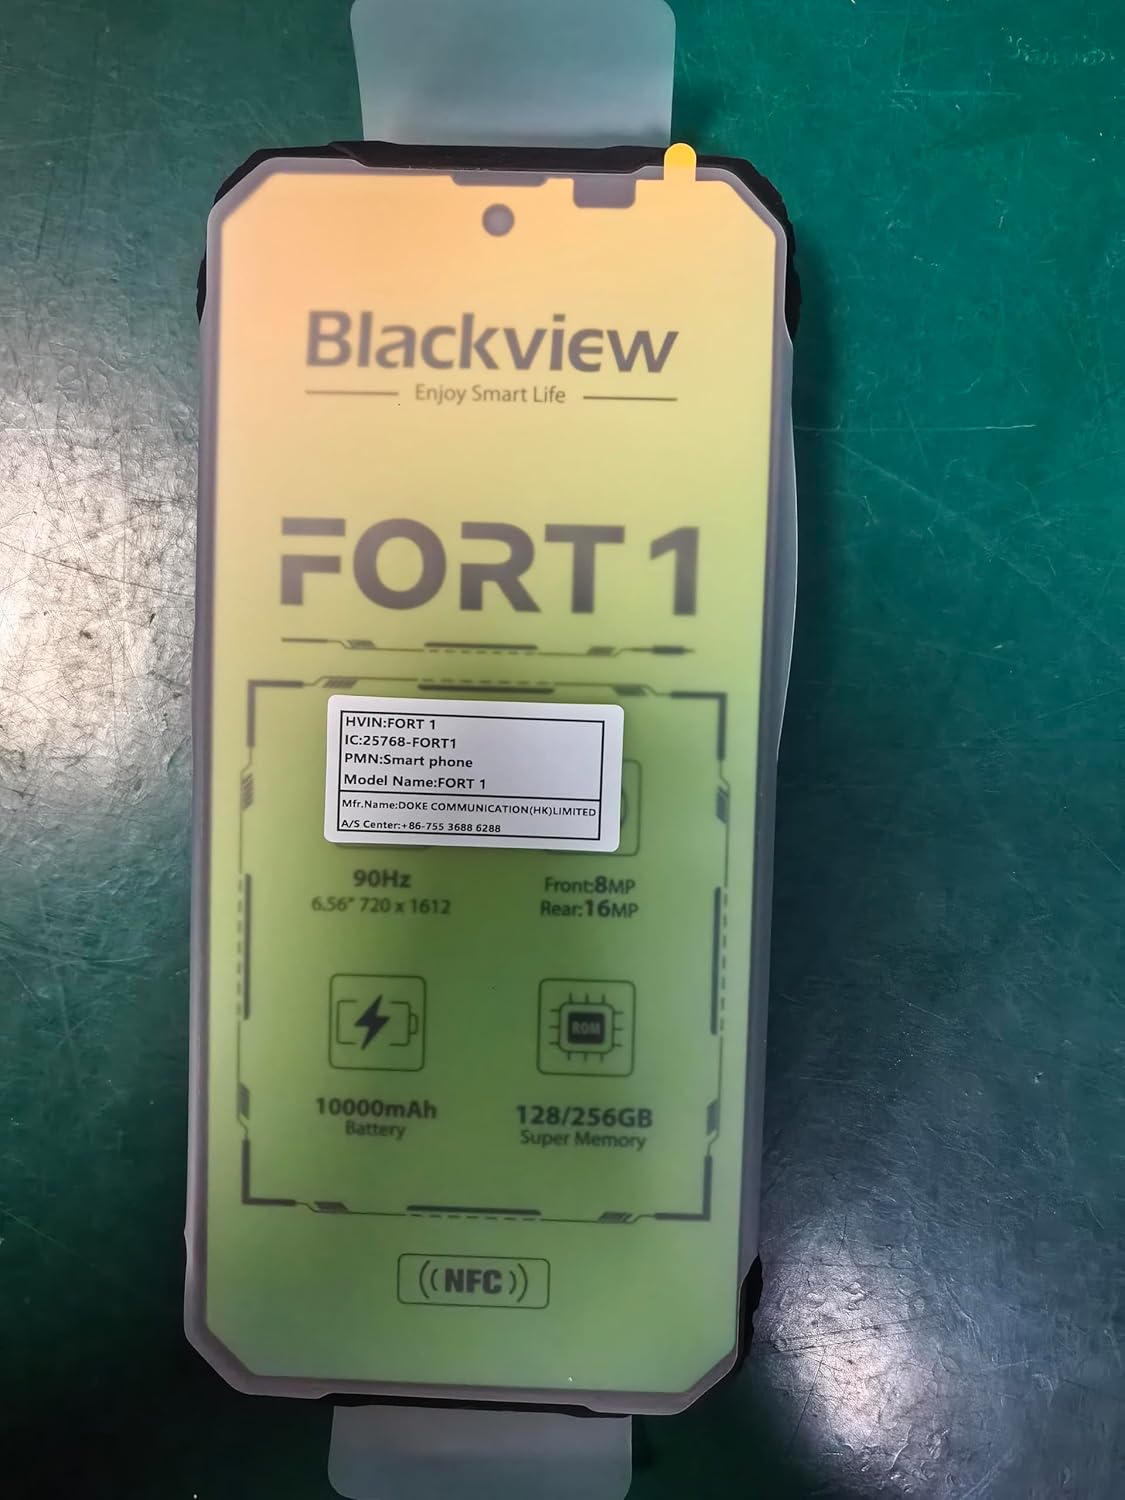 Blackview
Enjoy Smart Life
FORT 1
HVIN:FORT 1
IC:25768-FORT1
PMN:Smart phone
Model Name:FORT 1
Mfr.Name:DOKE COMMUNICATION(HK)LIMITED
A/S Center:+86-755 3688 6288
90Hz
6.56" 720 x 1612
Front:8MP
Rear:16MP
ROM
10000mAh
Battery
128/256GB
Super Memory
((NFC))